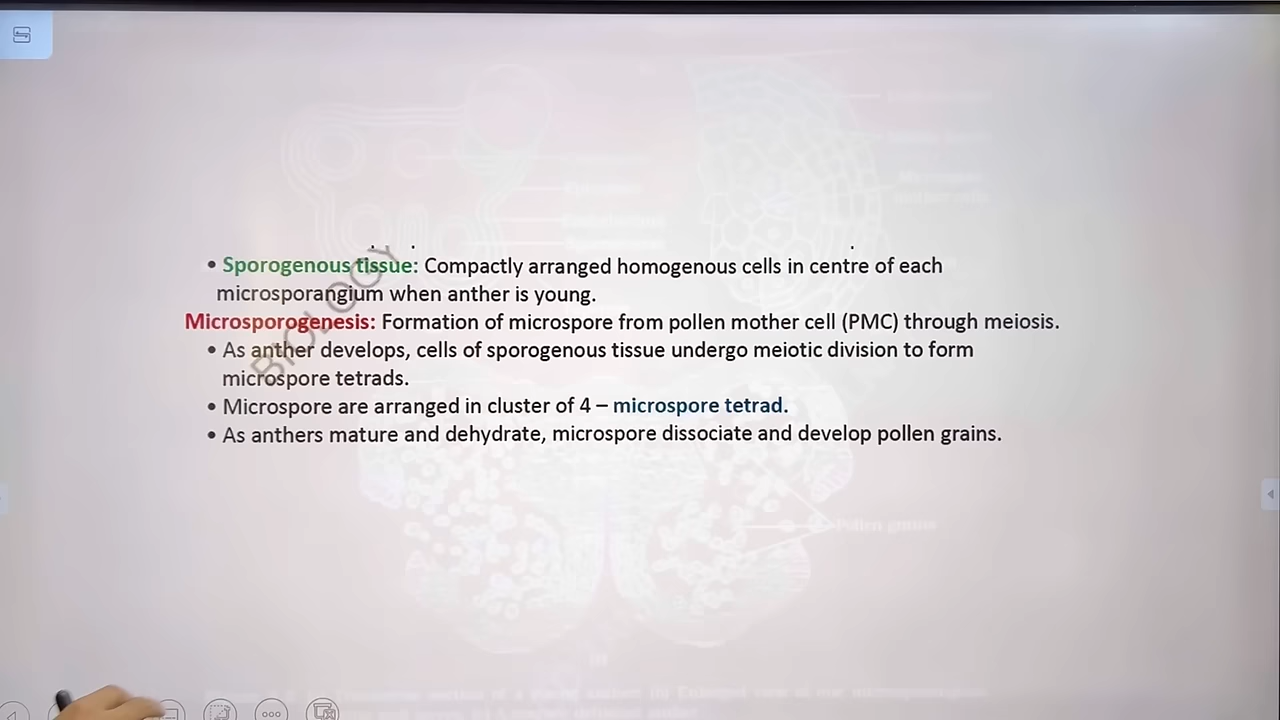 • Sporogenous tissue: Compactly arranged homogenous cells in centre of each
microsporangium when anther is young.
Microsporogenesis: Formation of microspore from pollen mother cell (PMC) through meiosis.
• As anther develops, cells of sporogenous tissue undergo meiotic division to form
microspore tetrads.
• Microspore are arranged in cluster of 4 – microspore tetrad.
• As anthers mature and dehydrate, microspore dissociate and develop pollen grains.
BIOLOGY
Pollen grains